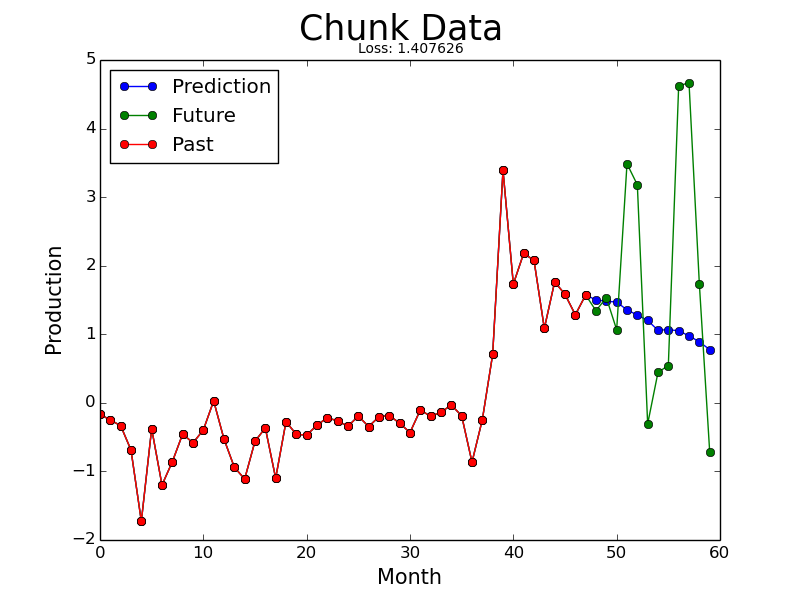 Chunk Data
Loss: 1.407626
Prediction
Future
Past
Production
5
4
3
2
1
0
−1
−2
0 10 20 30 40 50 60
Month